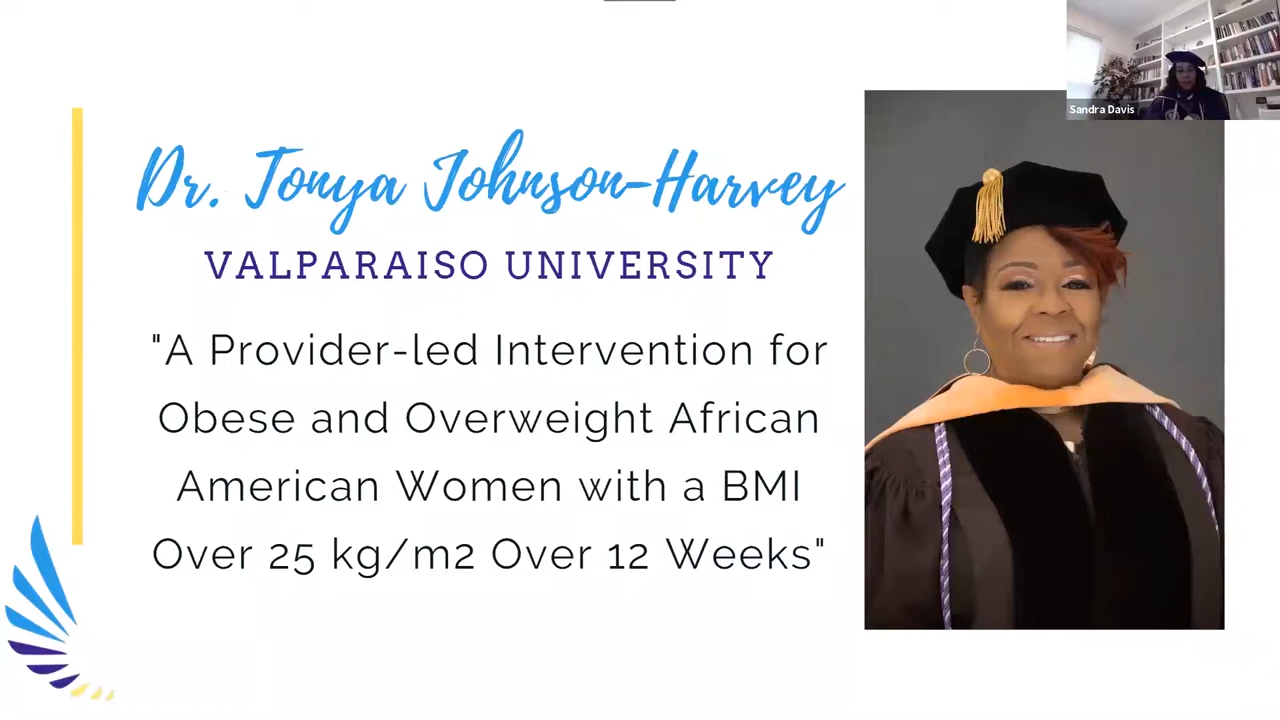 Sandra Davis
Dr. Tonya Johnson-Harvey
VALPARAISO UNIVERSITY
"A Provider-led Intervention for
Obese and Overweight African
American Women with a BMI
Over 25 kg/m2 Over 12 Weeks"